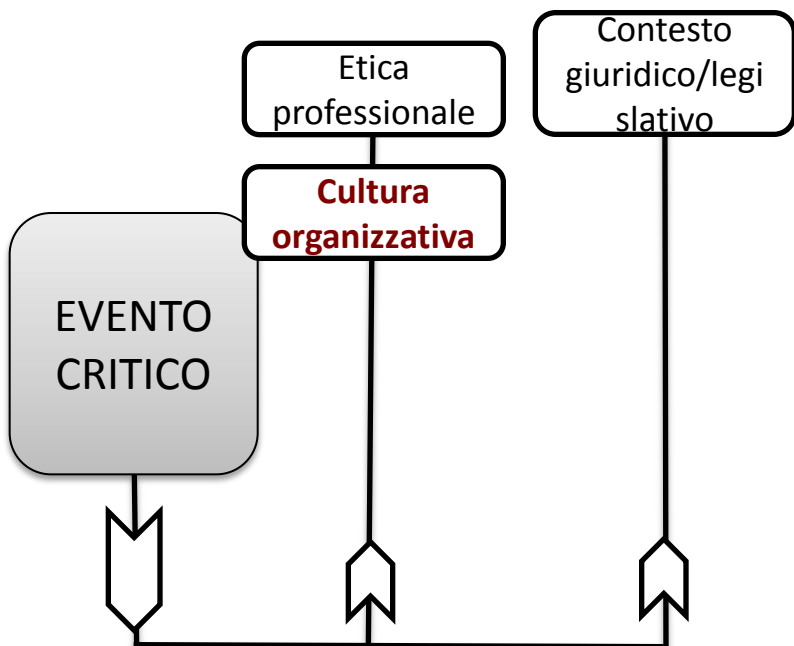 Etica
professionale
Contesto
giuridico/legi
slativo
Cultura
organizzativa
EVENTO
CRITICO